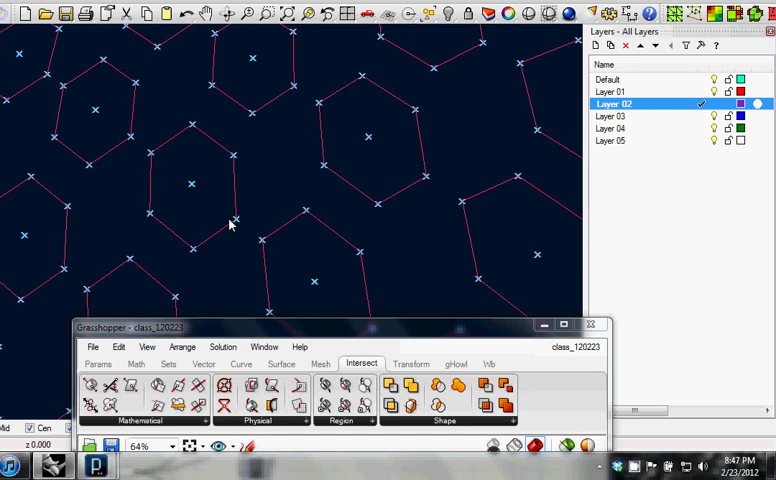 Layers - All Layers
Name
Default
Layer 01
Layer 02
Layer 03
Layer 04
Layer 05
Grasshopper - class_120223
File Edit View Arrange Solution Window Help class_120223
Params Math Sets Vector Curve Surface Mesh Intersect Transform gHowl Wb
Mathematical Physical Region Shape
64%
Mid Cen
z 0.000
8:47 PM
2/23/2012